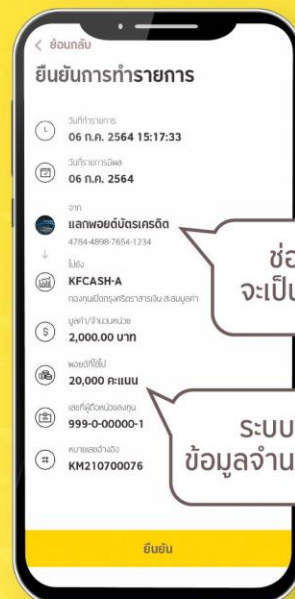 ย้อนกลับ
ยืนยันการทำรายการ
วันที่ทำรายการ
06 ก.ค. 2564 15:17:33
วันที่รายการมีผล
06 ก.ค. 2564
จาก
แลกพอยต์บัตรเครดิต
4784-4898-7654-1234
ไปยัง
KFCASH-A
กองทุนเปิดกรุงศรีตราสารเงิน-สะสมมูลค่า
มูลค่า/จำนวนหน่วย
2,000.00 บาท
พอยต์ที่ใช้ไป
20,000 คะแนน
เลขที่ผู้ถือหน่วยลงทุน
999-0-00000-1
หมายเลขอ้างอิง
KM210700076
ยืนยัน
ช่อ
จะเป็น
ระบบ
ข้อมูลจำน